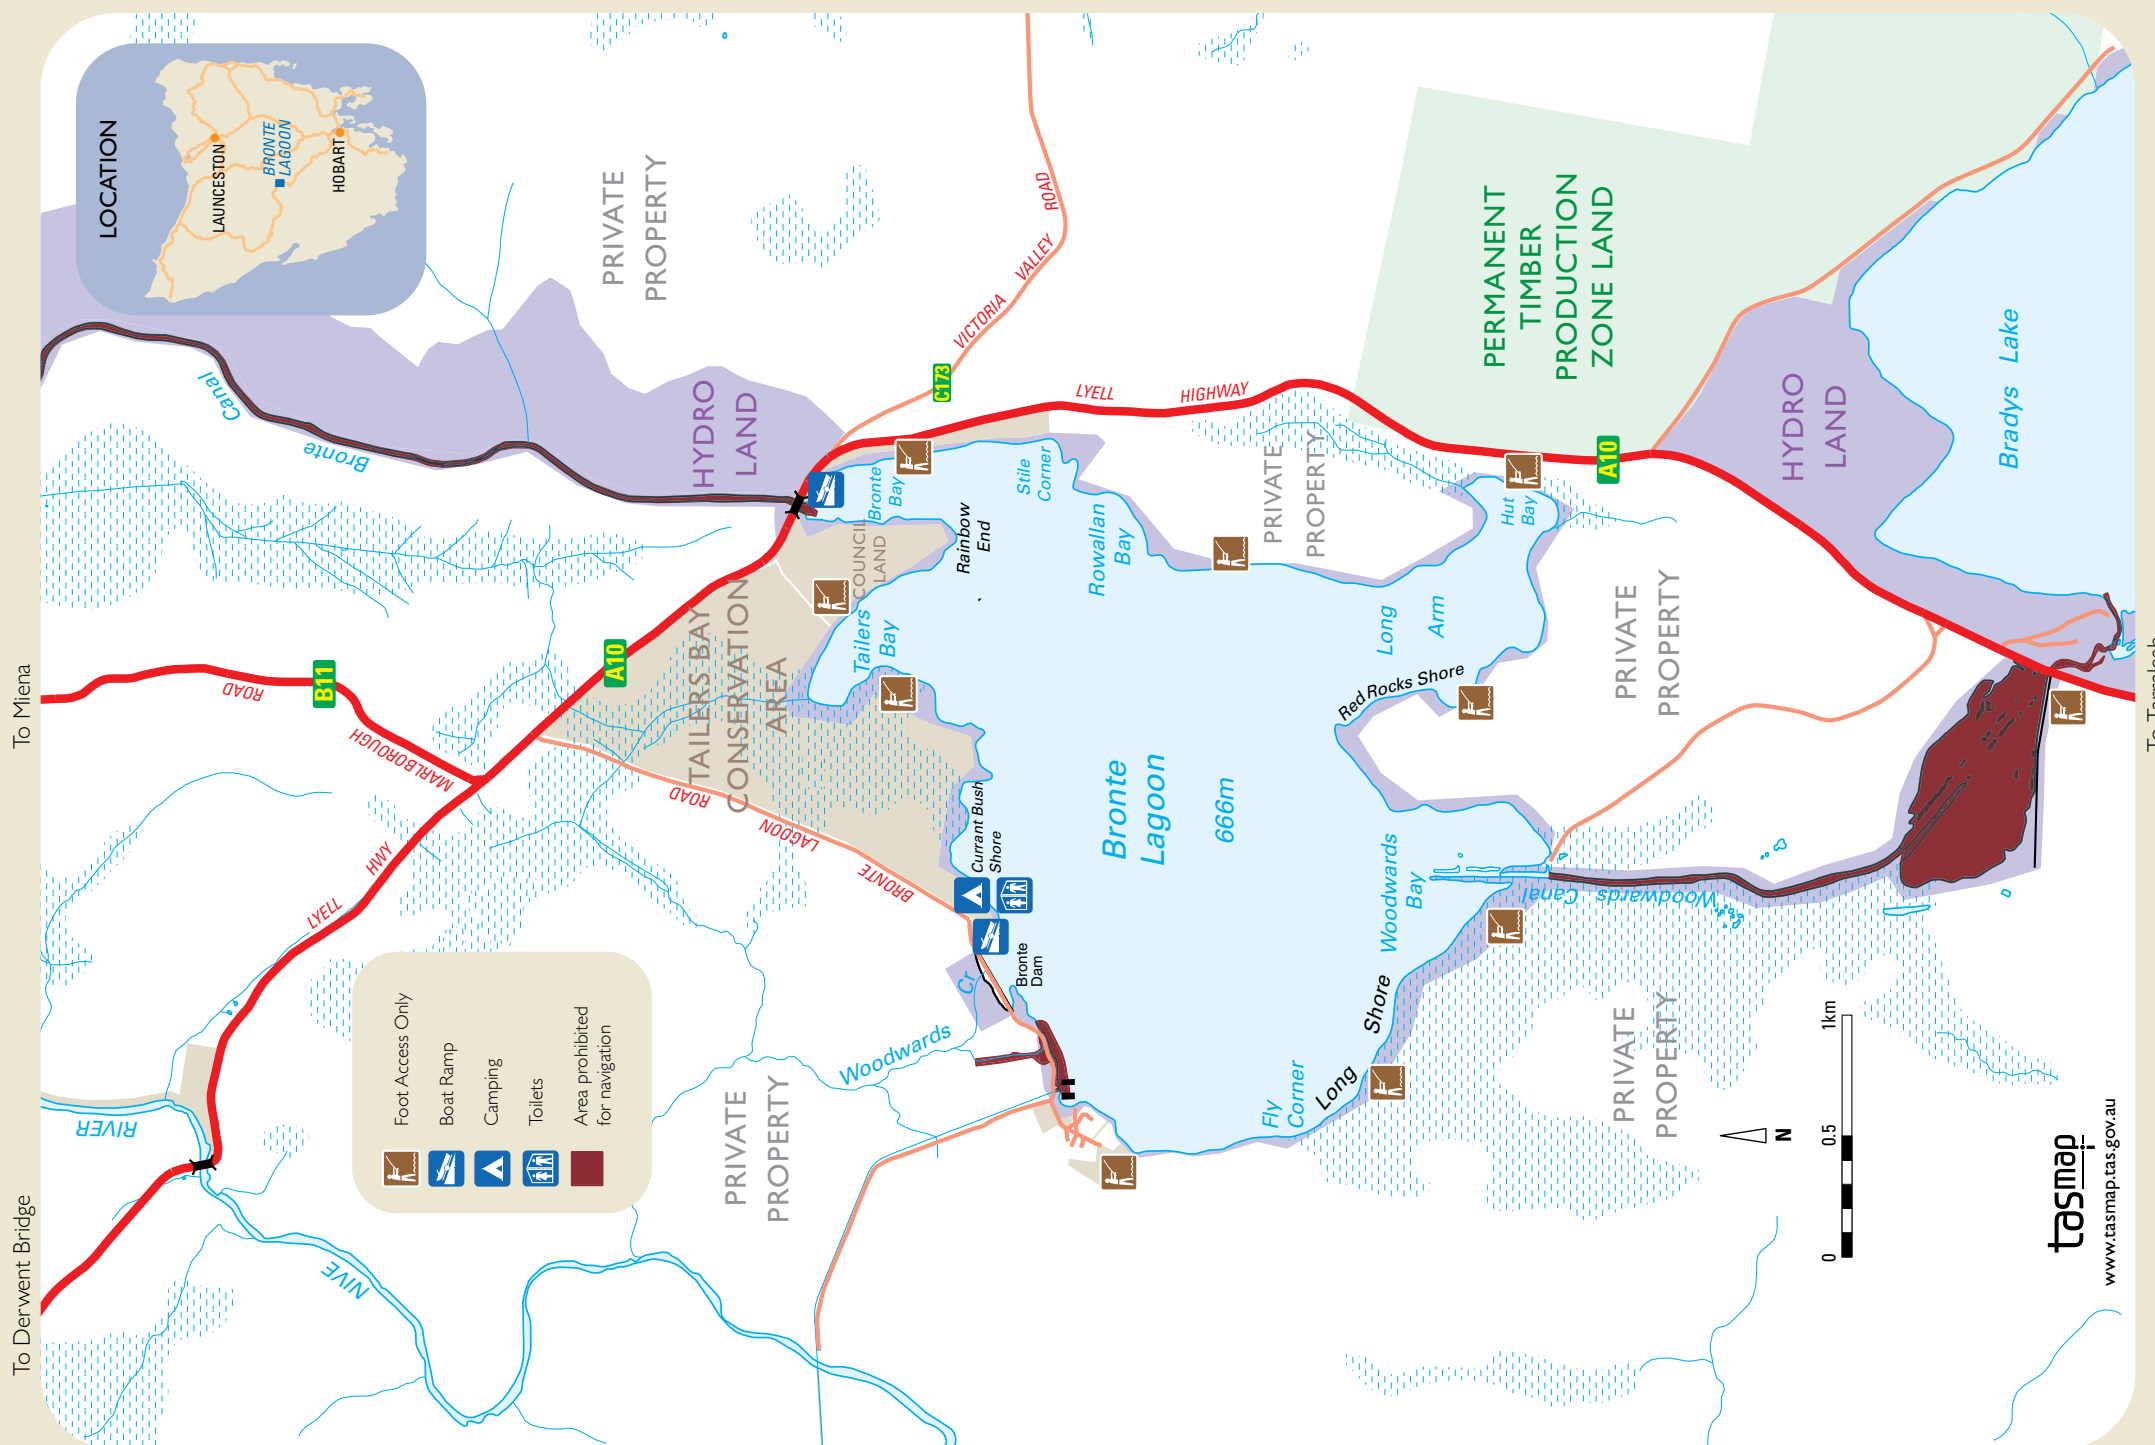 LOCATION
LAUNCESTON
BRONTE
LAGOON
HOBART
To Miena
To Derwent Bridge
Canal
Bronte
HYDRO
LAND
PRIVATE
PROPERTY
VICTORIA VALLEY ROAD
C173
LYELL HIGHWAY
PERMANENT
TIMBER
PRODUCTION
ZONE LAND
HYDRO
LAND
Bradys Lake
A10
ROAD
B11
MARLBOROUGH
A10
LYELL HWY
TAILERS BAY
CONSERVATION
AREA
COUNCIL
LAND
BRONTE LAGOON ROAD
Bronte
Bay
Rainbow
End
Stile
Corner
Rowallan
Bay
PRIVATE
PROPERTY
Hut
Bay
Tailers
Bay
Long
Arm
Red Rocks Shore
PRIVATE
PROPERTY
Currant Bush
Shore
Bronte
Lagoon
666m
Woodwards
Bay
Woodwards Canal
Bronte
Dam
Woodwards Cr
Fly
Corner
Long Shore
PRIVATE
PROPERTY
PRIVATE
PROPERTY
NIVE RIVER
Foot Access Only
Boat Ramp
Camping
Toilets
Area prohibited
for navigation
N
0 0.5 1km
tasmap
www.tasmap.tas.gov.au